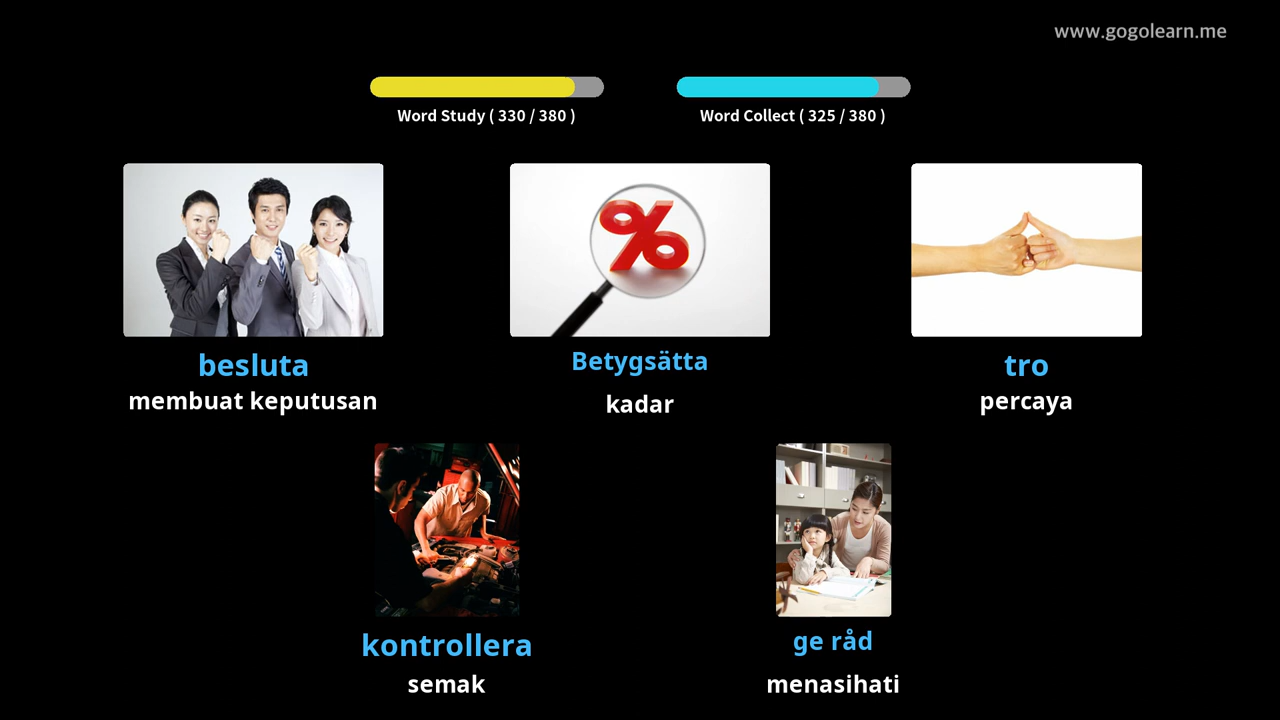 www.gogolearn.me
Word Study ( 330 / 380 )
Word Collect ( 325 / 380 )
besluta
membuat keputusan
Betygsätta
kadar
tro
percaya
kontrollera
semak
ge råd
menasihati